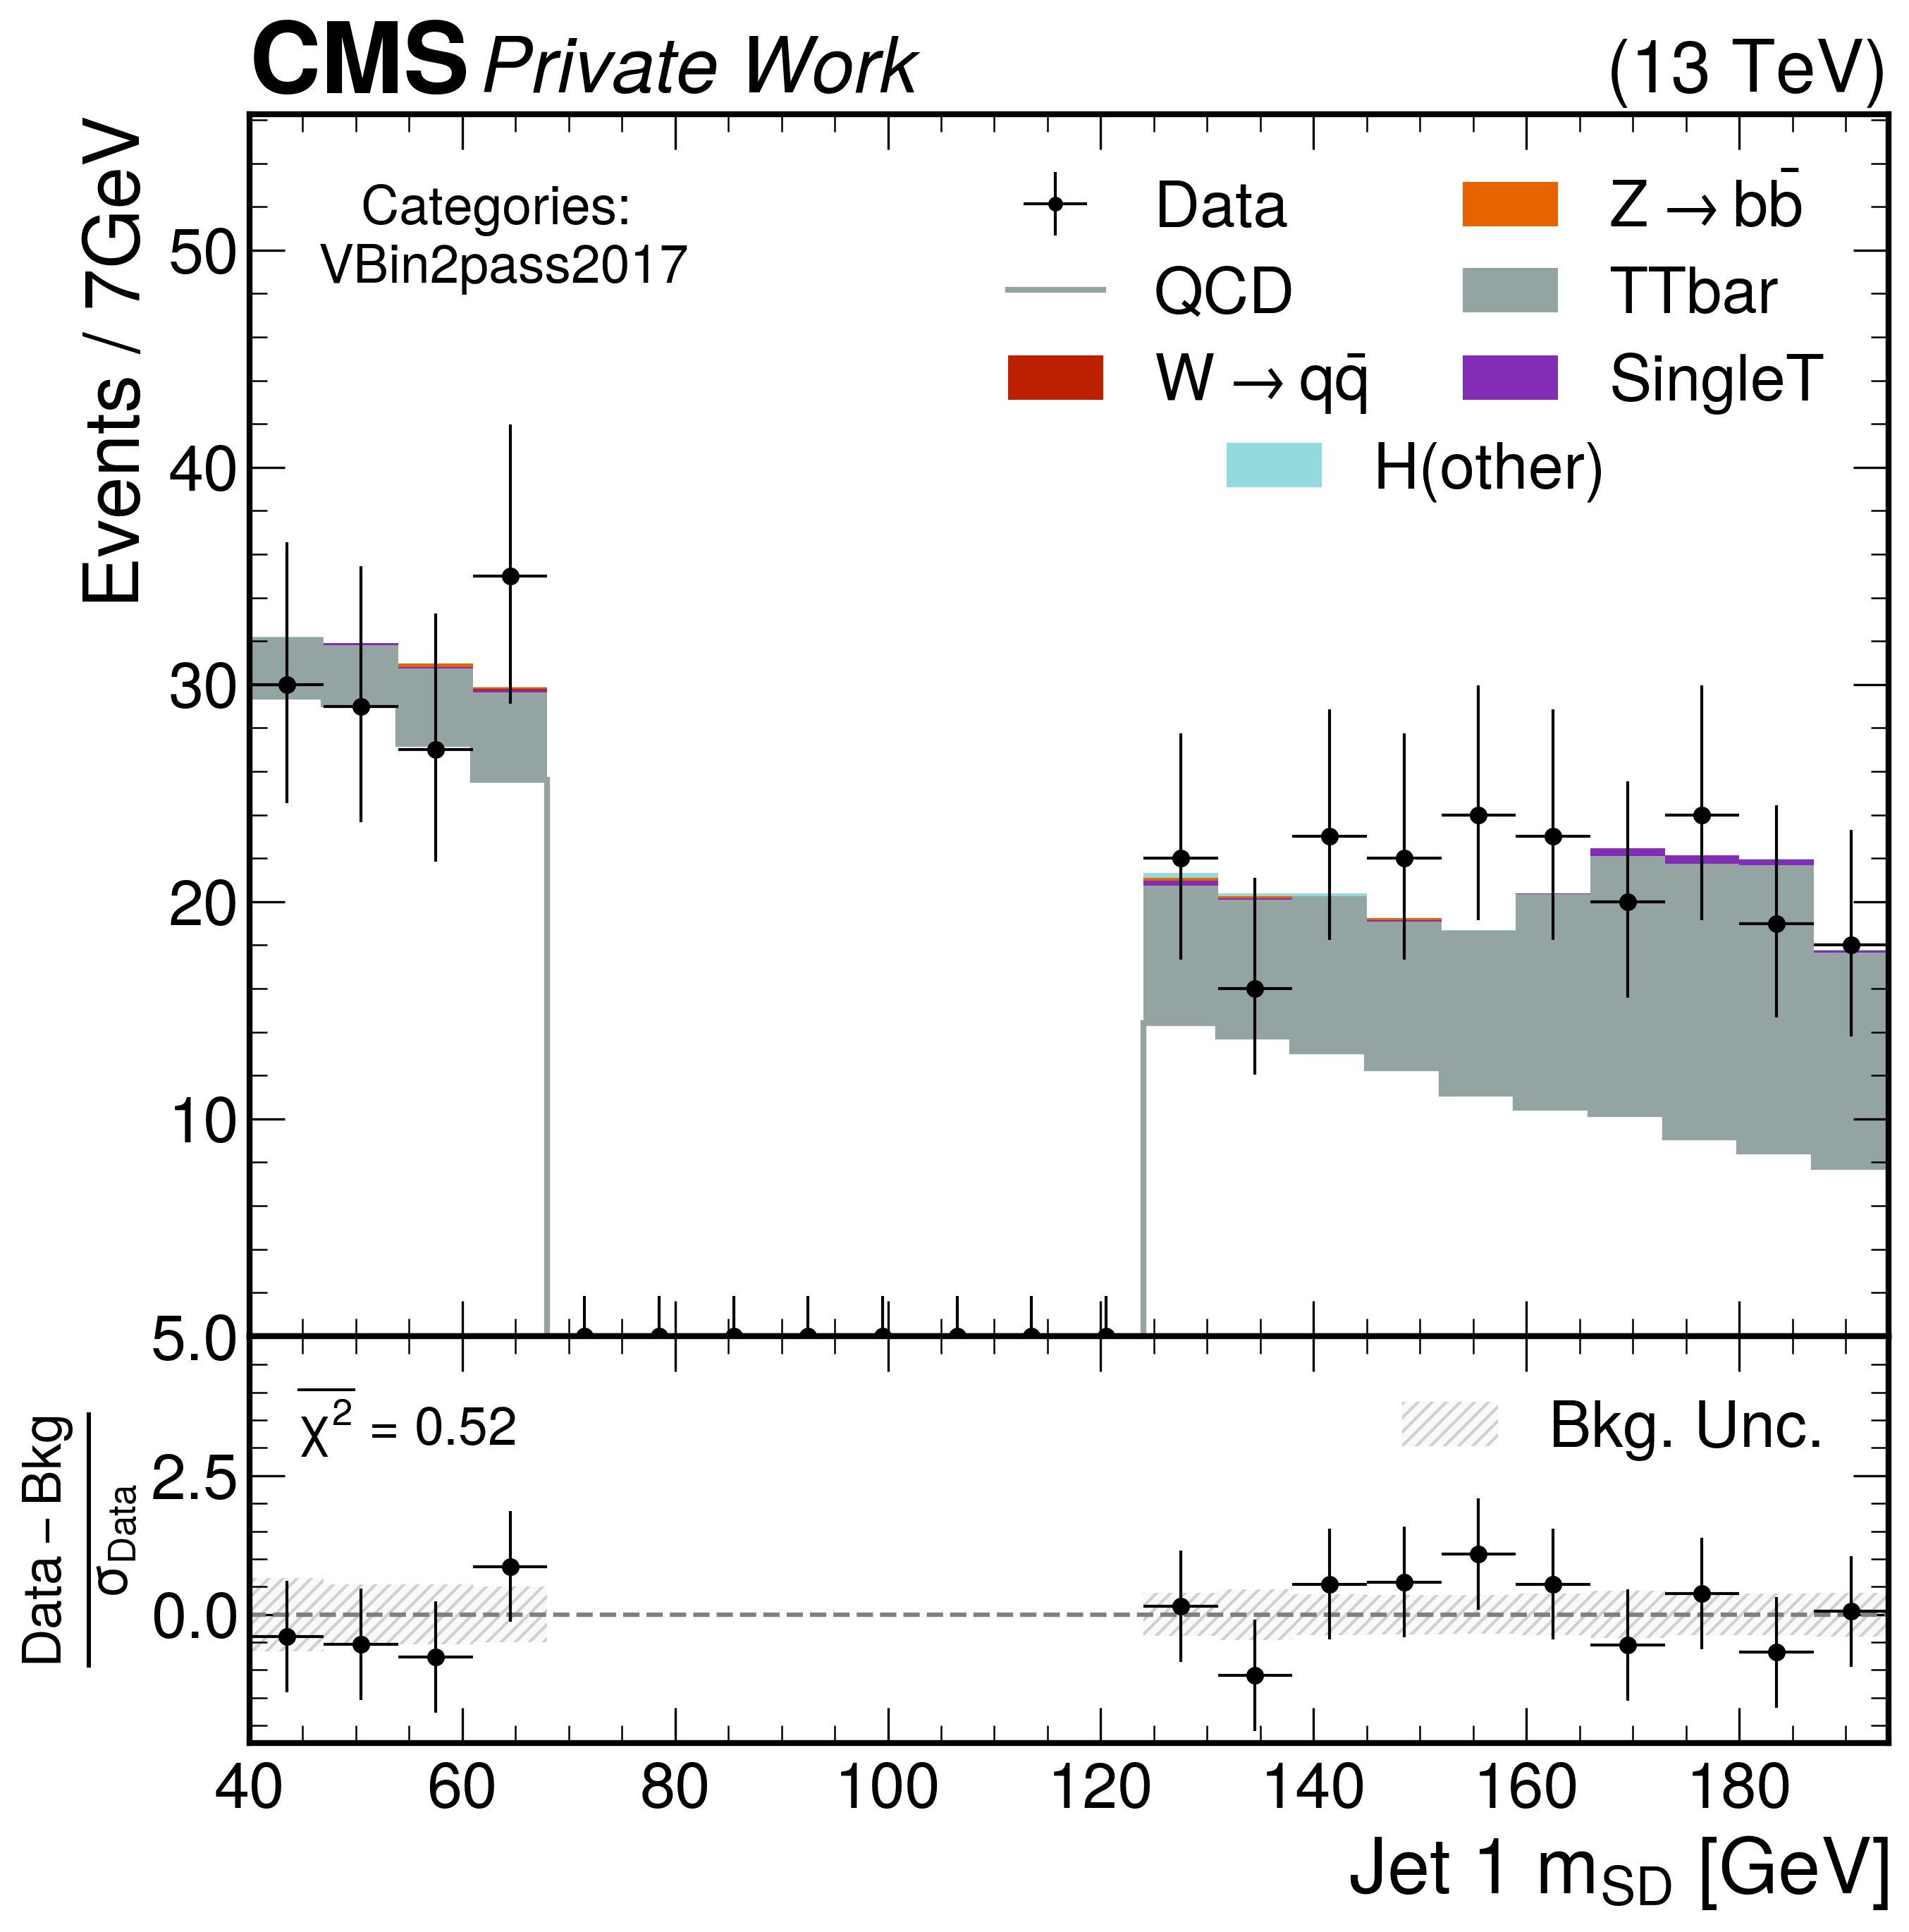 CMS Private Work (13 TeV)
Events / 7GeV
Categories:
VBin2pass2017
Data
QCD
W → qq̄
Z → bb̄
TTbar
SingleT
H(other)
50
40
30
20
10
5.0
2.5
0.0
Data − Bkg
σData
χ² = 0.52
Bkg. Unc.
40 60 80 100 120 140 160 180
Jet 1 mSD [GeV]